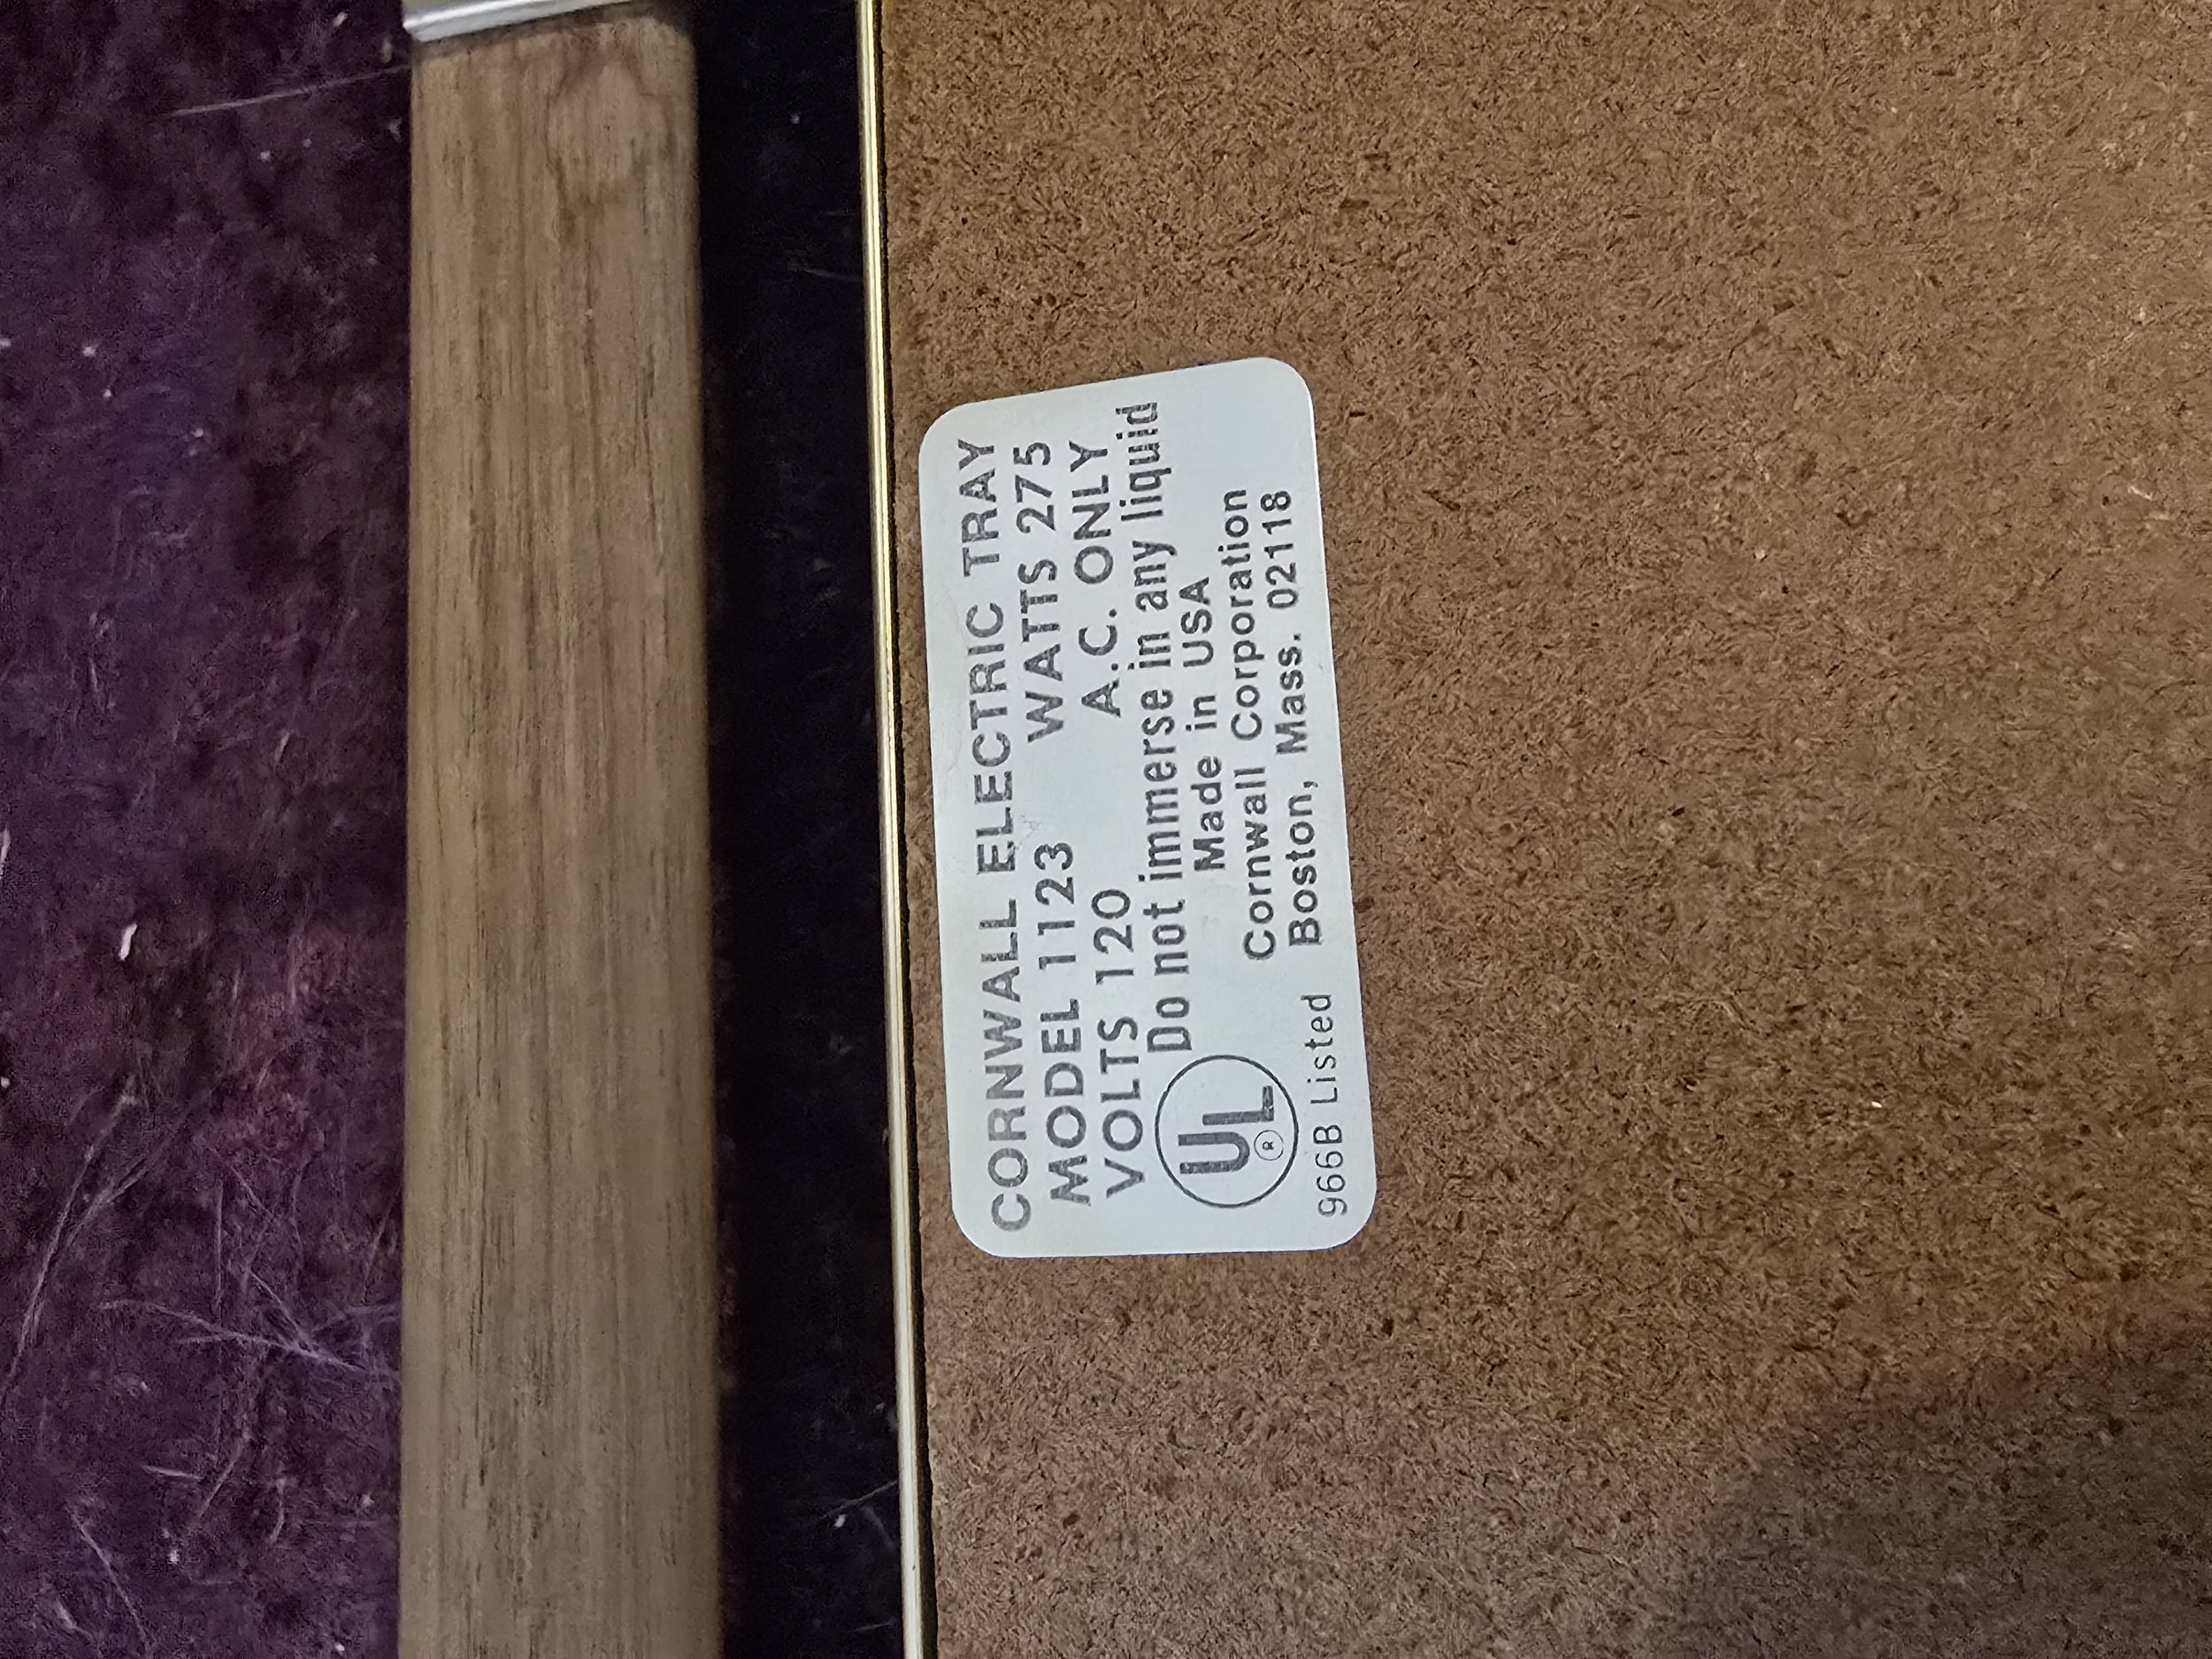 CORNWALL ELECTRIC TRAY
MODEL 1123 WATTS 275
VOLTS 120 A.C. ONLY
Do not immerse in any liquid
Made in USA
Cornwall Corporation
Boston, Mass. 02118
UL ®
966B Listed